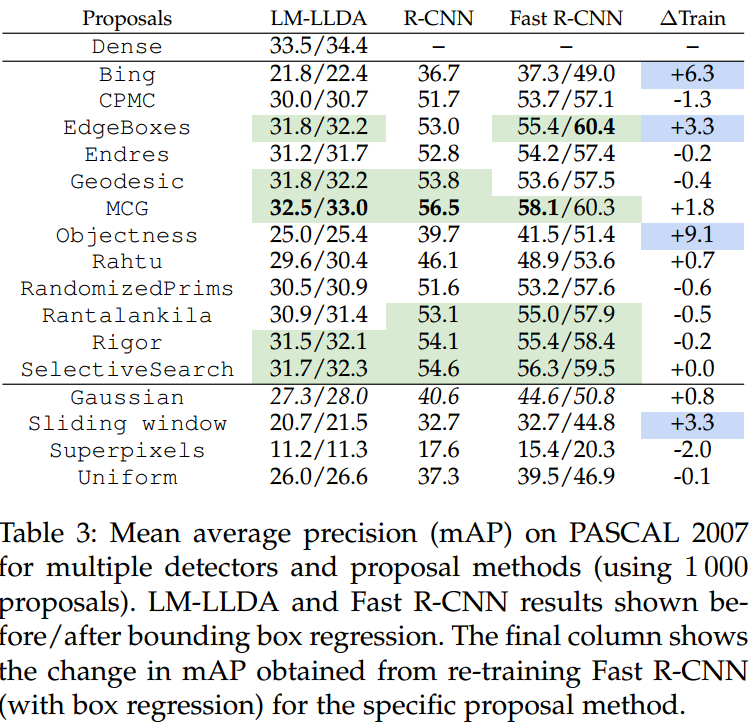 Proposals LM-LLDA R-CNN Fast R-CNN ΔTrain
Dense 33.5/34.4 – – –
Bing 21.8/22.4 36.7 37.3/49.0 +6.3
CPMC 30.0/30.7 51.7 53.7/57.1 -1.3
EdgeBoxes 31.8/32.2 53.0 55.4/60.4 +3.3
Endres 31.2/31.7 52.8 54.2/57.4 -0.2
Geodesic 31.8/32.2 53.8 53.6/57.5 -0.4
MCG 32.5/33.0 56.5 58.1/60.3 +1.8
Objectness 25.0/25.4 39.7 41.5/51.4 +9.1
Rahtu 29.6/30.4 46.1 48.9/53.6 +0.7
RandomizedPrims 30.5/30.9 51.6 53.2/57.6 -0.6
Rantalankila 30.9/31.4 53.1 55.0/57.9 -0.5
Rigor 31.5/32.1 54.1 55.4/58.4 -0.2
SelectiveSearch 31.7/32.3 54.6 56.3/59.5 +0.0
Gaussian 27.3/28.0 40.6 44.6/50.8 +0.8
Sliding window 20.7/21.5 32.7 32.7/44.8 +3.3
Superpixels 11.2/11.3 17.6 15.4/20.3 -2.0
Uniform 26.0/26.6 37.3 39.5/46.9 -0.1
Table 3: Mean average precision (mAP) on PASCAL 2007
for multiple detectors and proposal methods (using 1 000
proposals). LM-LLDA and Fast R-CNN results shown be-
fore/after bounding box regression. The final column shows
the change in mAP obtained from re-training Fast R-CNN
(with box regression) for the specific proposal method.